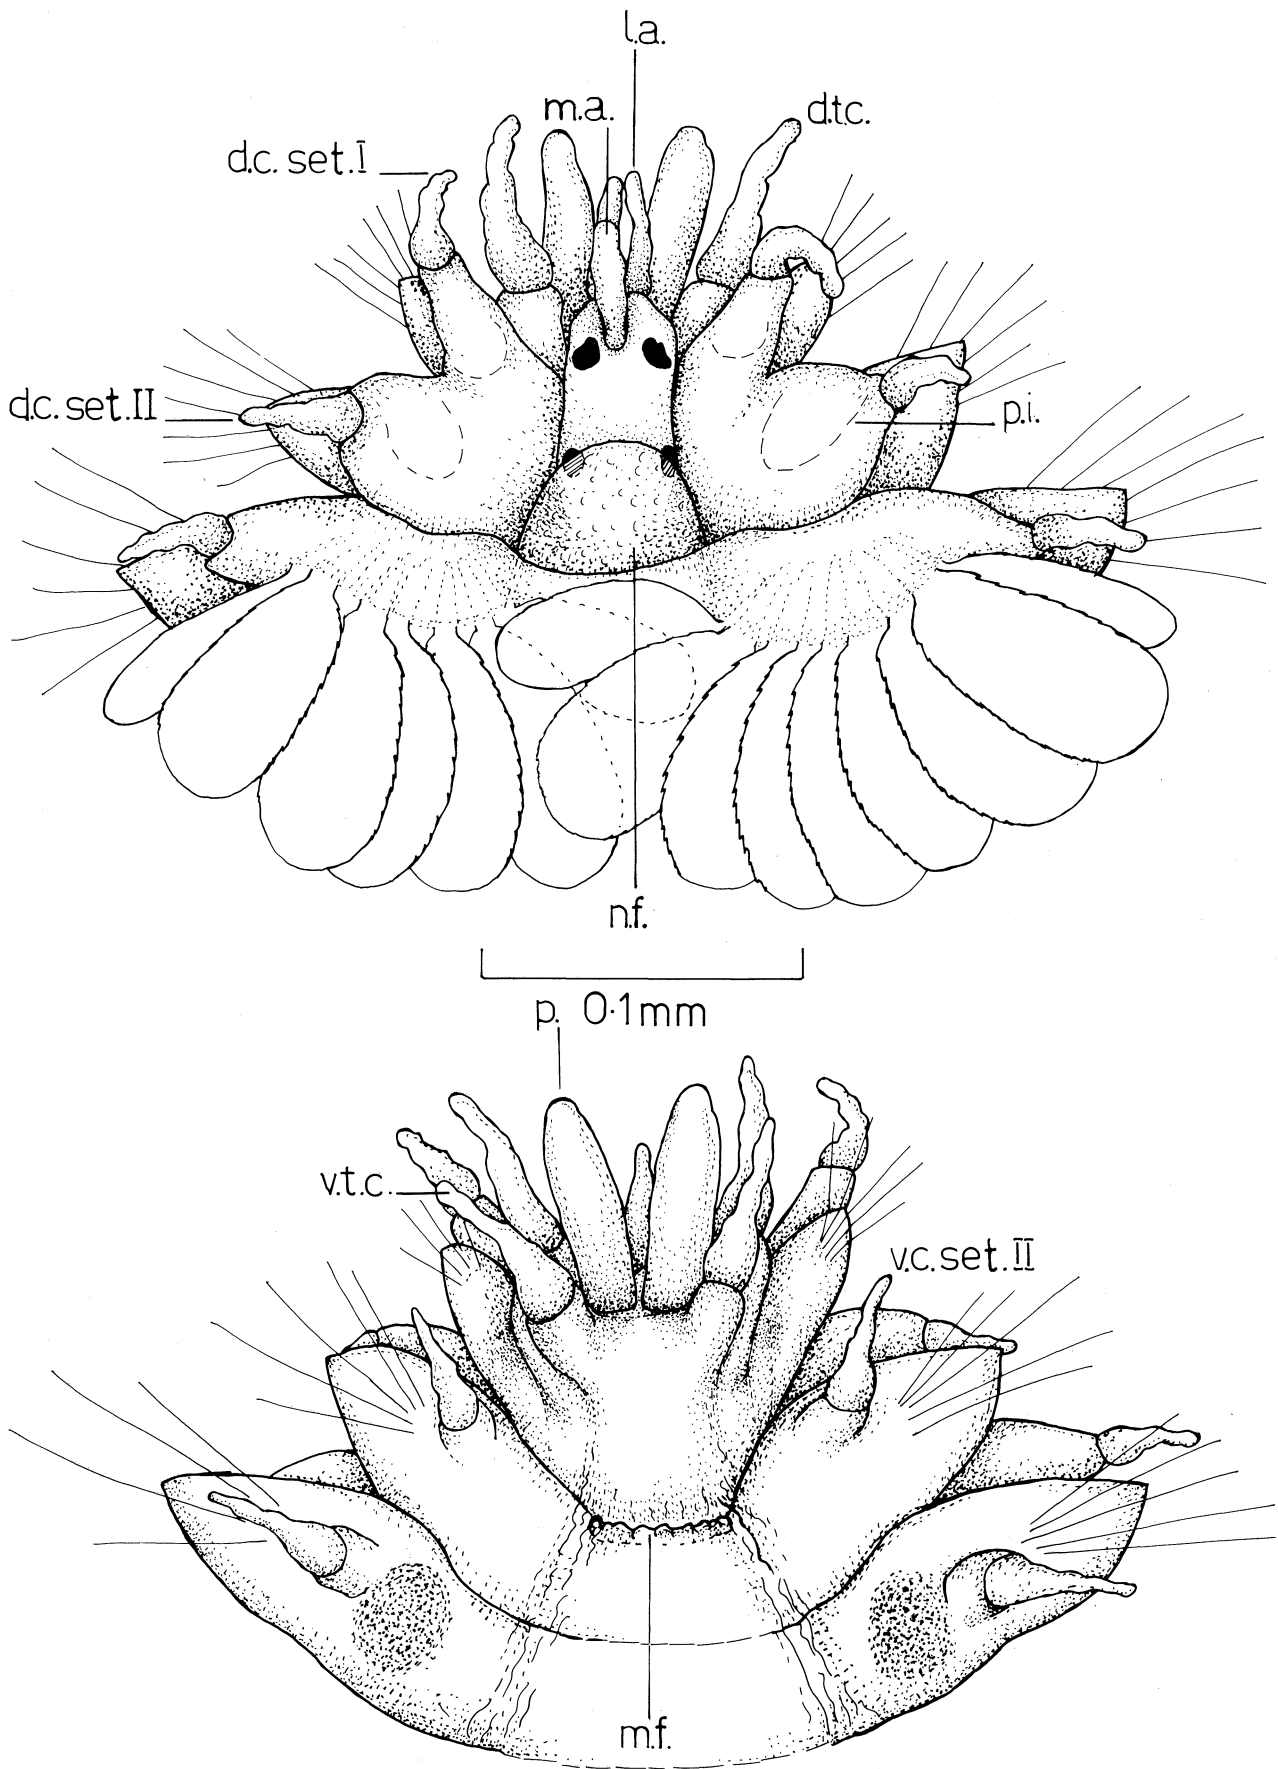 l.a.
m.a.
d.t.c.
d.c. set. I
d.c. set. II
p.i.
n.f.
0·1mm
p.
v.t.c.
v.c. set. II
m.f.